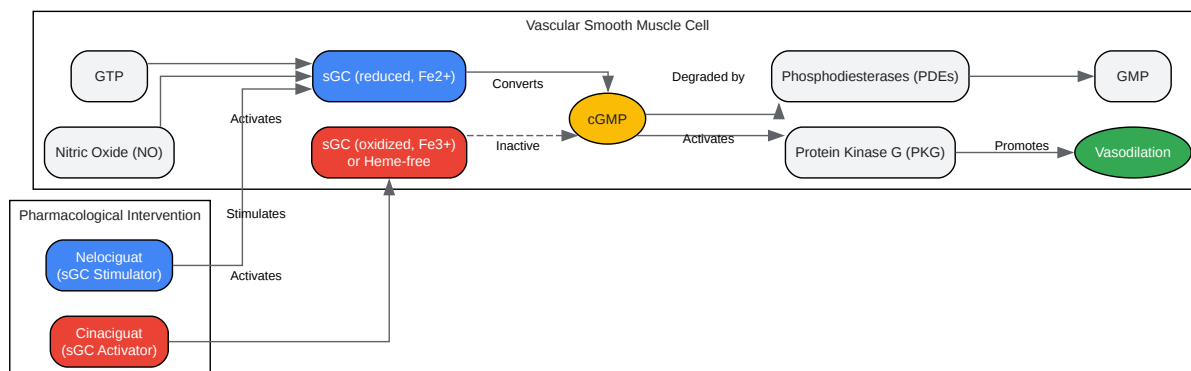 Vascular Smooth Muscle Cell
GTP
sGC (reduced, Fe2+)
Converts
Degraded by
Phosphodiesterases (PDEs)
GMP
Activates
cGMP
Nitric Oxide (NO)
sGC (oxidized, Fe3+)
or Heme-free
Inactive
Activates
Protein Kinase G (PKG)
Promotes
Vasodilation
Pharmacological Intervention
Stimulates
Nelociguat
(sGC Stimulator)
Activates
Cinaciguat
(sGC Activator)